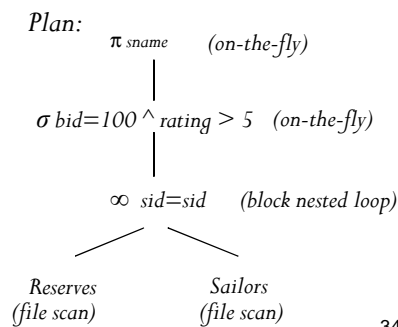 Plan:
π sname (on-the-fly)
σ bid=100 ^ rating > 5 (on-the-fly)
∞ sid=sid (block nested loop)
Reserves Sailors
(file scan) (file scan)
34